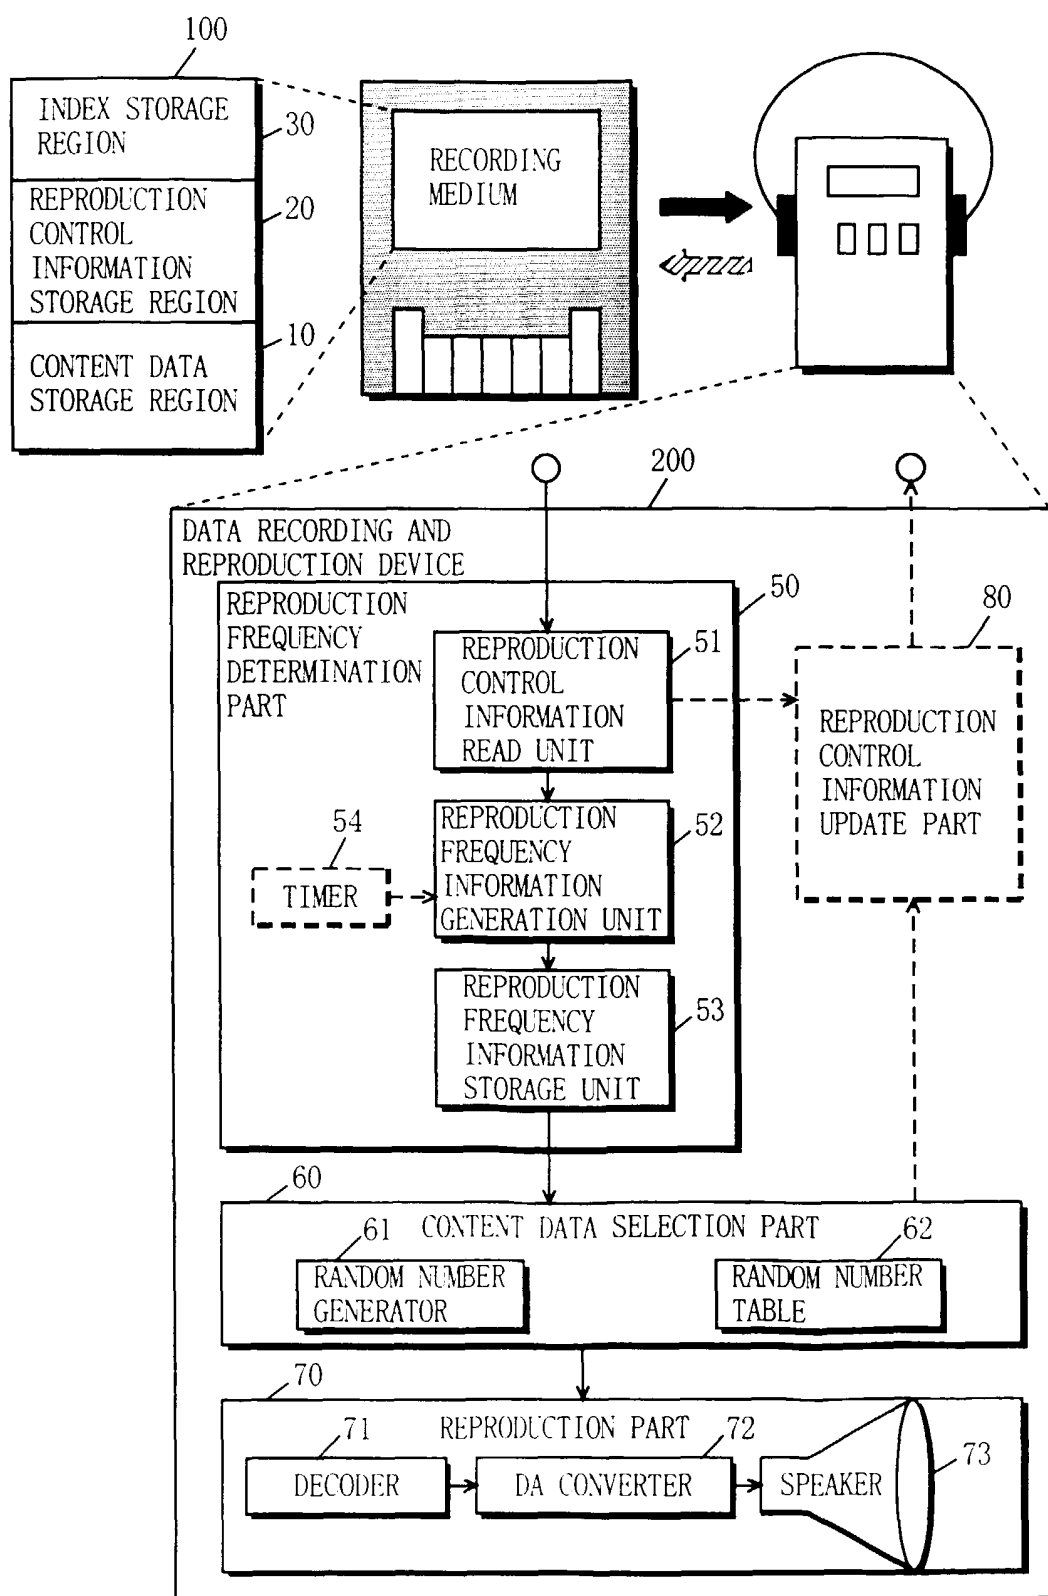 100
INDEX STORAGE
REGION
30
REPRODUCTION
CONTROL
INFORMATION
STORAGE REGION
20
10
CONTENT DATA
STORAGE REGION
RECORDING
MEDIUM
200
DATA RECORDING AND
REPRODUCTION DEVICE
50
REPRODUCTION
FREQUENCY
DETERMINATION
PART
51
REPRODUCTION
CONTROL
INFORMATION
READ UNIT
80
REPRODUCTION
CONTROL
INFORMATION
UPDATE PART
52
REPRODUCTION
FREQUENCY
INFORMATION
GENERATION UNIT
54
TIMER
53
REPRODUCTION
FREQUENCY
INFORMATION
STORAGE UNIT
60
CONTENT DATA SELECTION PART
61
RANDOM NUMBER
GENERATOR
62
RANDOM NUMBER
TABLE
70
REPRODUCTION PART
71
DECODER
72
DA CONVERTER
SPEAKER
73